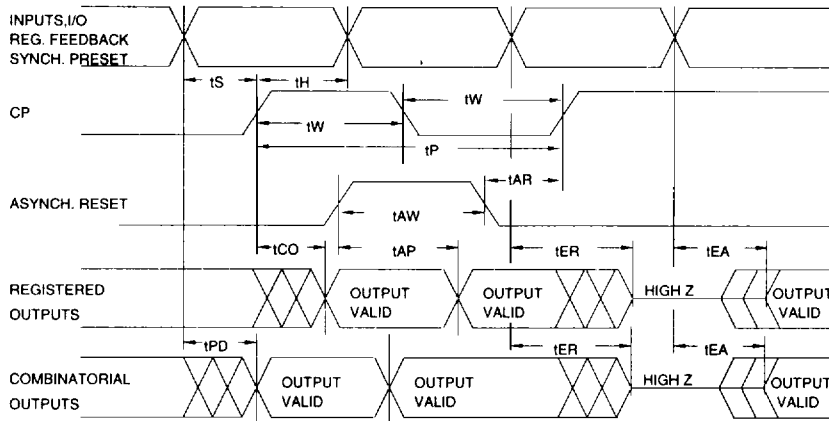 INPUTS,I/O
REG. FEEDBACK
SYNCH. PRESET
tS
tH
tW
CP
tW
tP
tAR
ASYNCH. RESET
tAW
tCO
tAP
tER
tEA
REGISTERED
OUTPUTS
OUTPUT
VALID
OUTPUT
VALID
HIGH Z
OUTPUT
VALID
tPD
tER
tEA
COMBINATORIAL
OUTPUTS
OUTPUT
VALID
OUTPUT
VALID
HIGH Z
OUTPUT
VALID